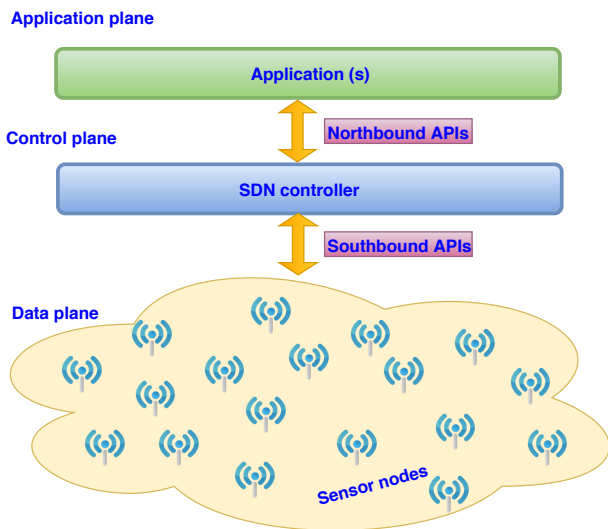 Application plane
Application (s)
Northbound APIs
Control plane
SDN controller
Southbound APIs
Data plane
Sensor nodes